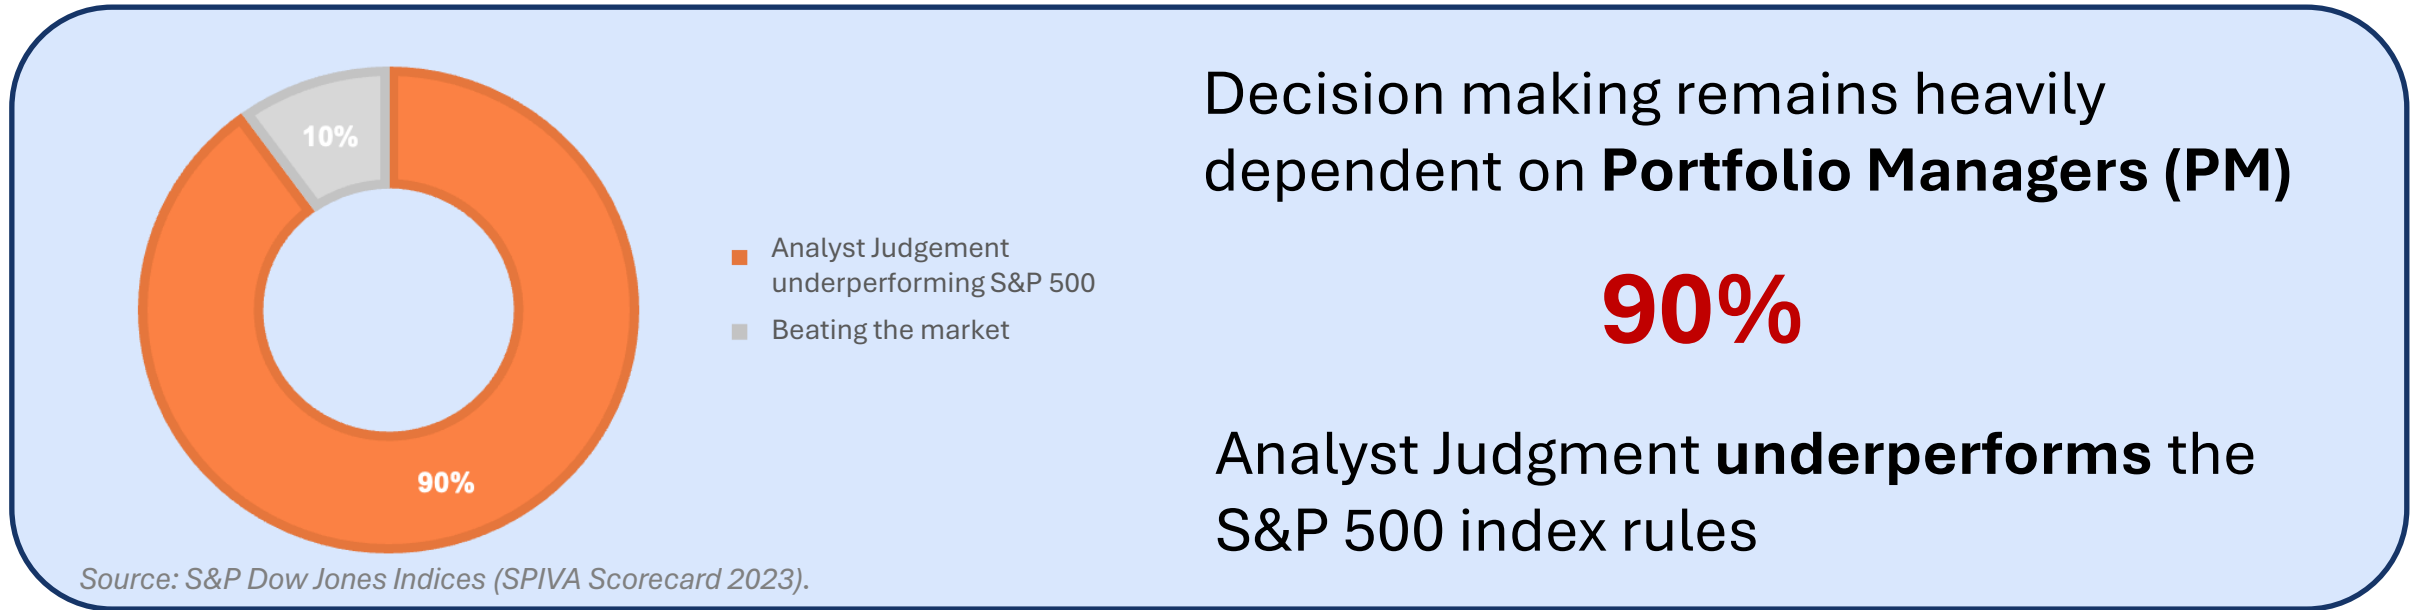 10%
90%
Analyst Judgement
underperforming S&P 500
Beating the market
Source: S&P Dow Jones Indices (SPIVA Scorecard 2023).
Decision making remains heavily
dependent on Portfolio Managers (PM)
90%
Analyst Judgment underperforms the
S&P 500 index rules